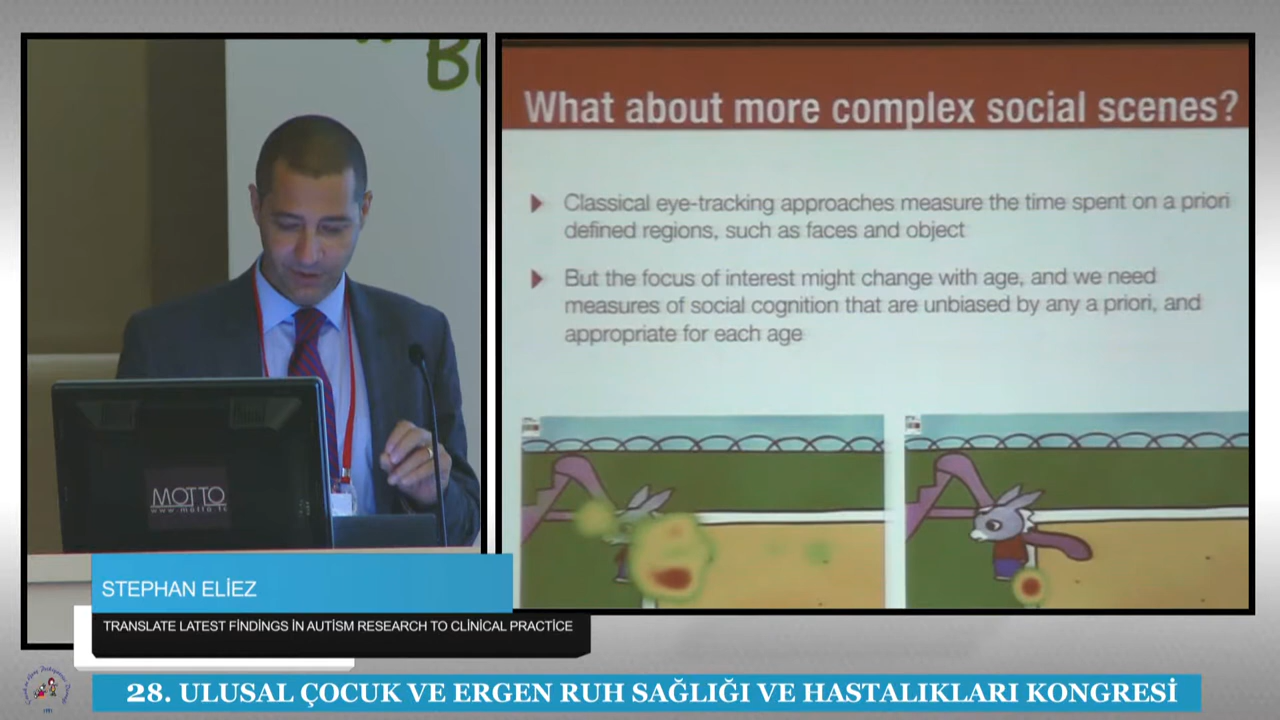 What about more complex social scenes?
Classical eye-tracking approaches measure the time spent on a priori
defined regions, such as faces and object
But the focus of interest might change with age, and we need
measures of social cognition that are unbiased by any a priori, and
appropriate for each age
MOTTO
www.motto.tc
STEPHAN ELİEZ
TRANSLATE LATEST FİNDİNGS İN AUTİSM RESEARCH TO CLİNİCAL PRACTİCE
28. ULUSAL ÇOCUK VE ERGEN RUH SAĞLIĞI VE HASTALIKLARI KONGRESİ